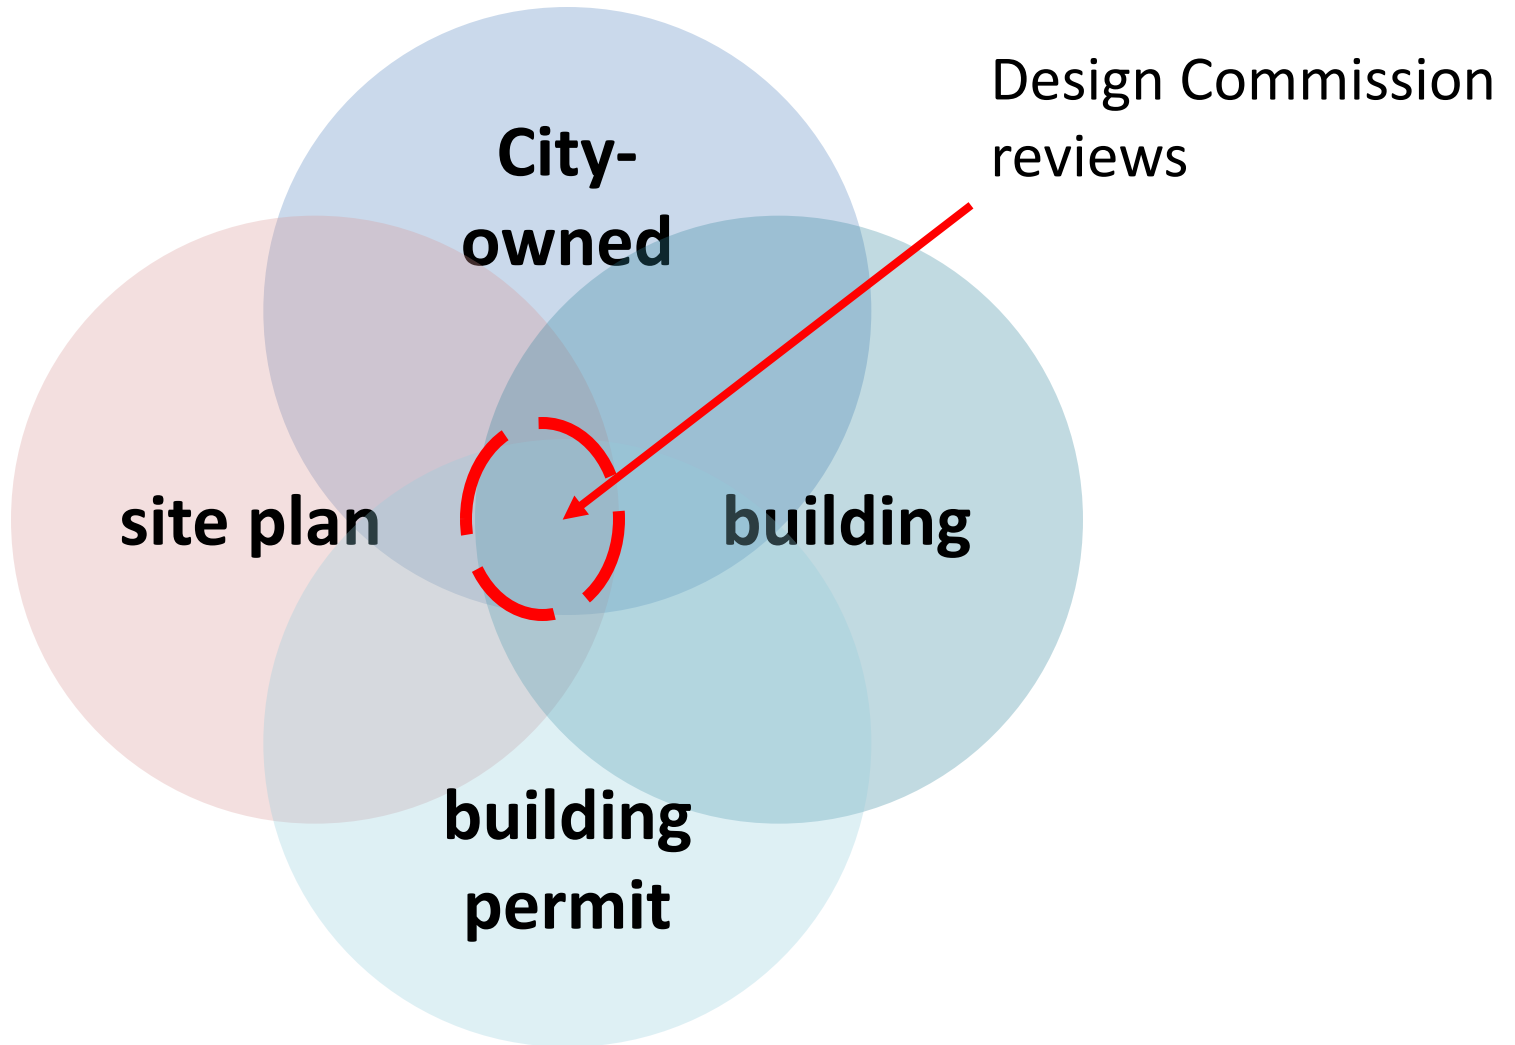 Design Commission
reviews
City-
owned
site plan
building
building
permit